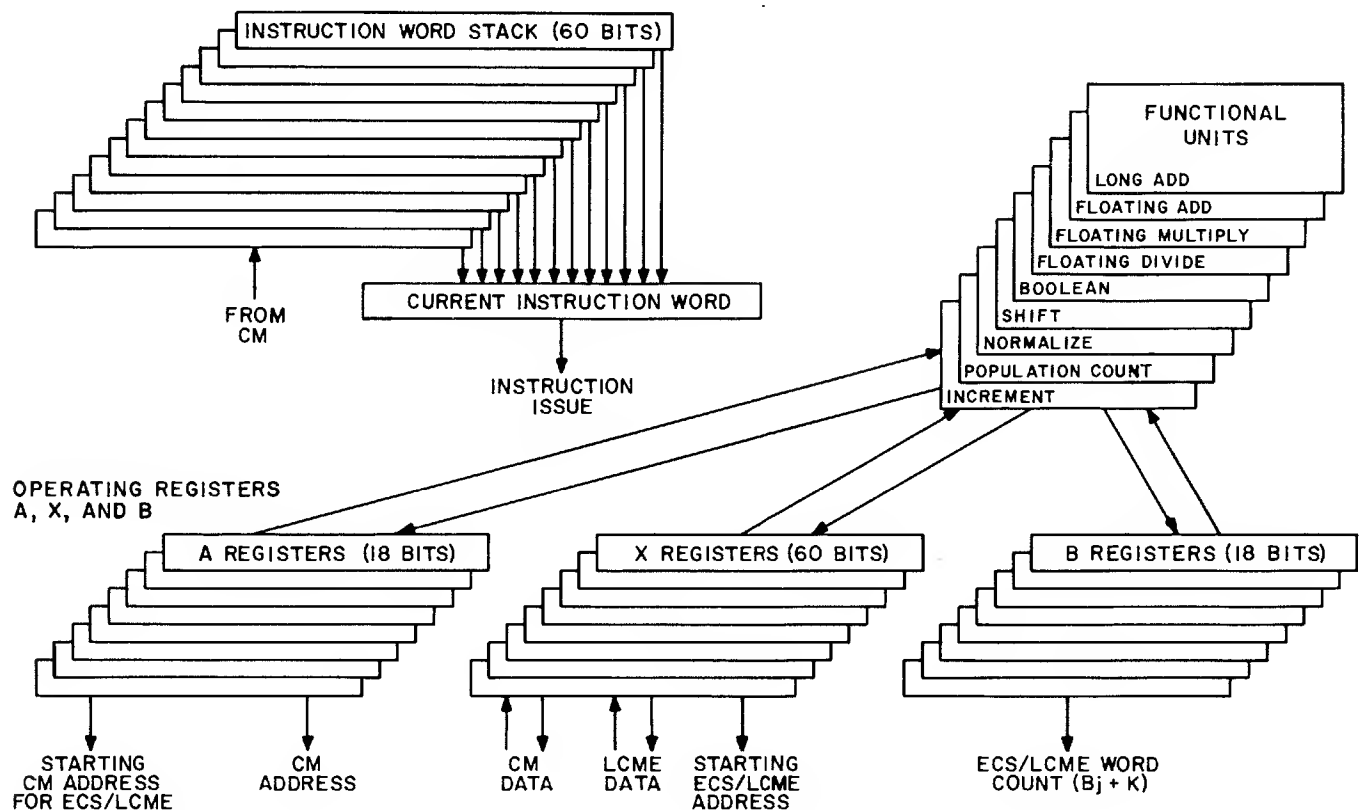 INSTRUCTION WORD STACK (60 BITS)
FROM
CM
CURRENT INSTRUCTION WORD
INSTRUCTION
ISSUE
FUNCTIONAL
UNITS
LONG ADD
FLOATING ADD
FLOATING MULTIPLY
FLOATING DIVIDE
BOOLEAN
SHIFT
NORMALIZE
POPULATION COUNT
INCREMENT
OPERATING REGISTERS
A, X, AND B
A REGISTERS (18 BITS)
X REGISTERS (60 BITS)
B REGISTERS (18 BITS)
STARTING
CM ADDRESS
FOR ECS/LCME
CM
ADDRESS
CM
DATA
LCME
DATA
STARTING
ECS/LCME
ADDRESS
ECS/LCME WORD
COUNT (Bj + K)